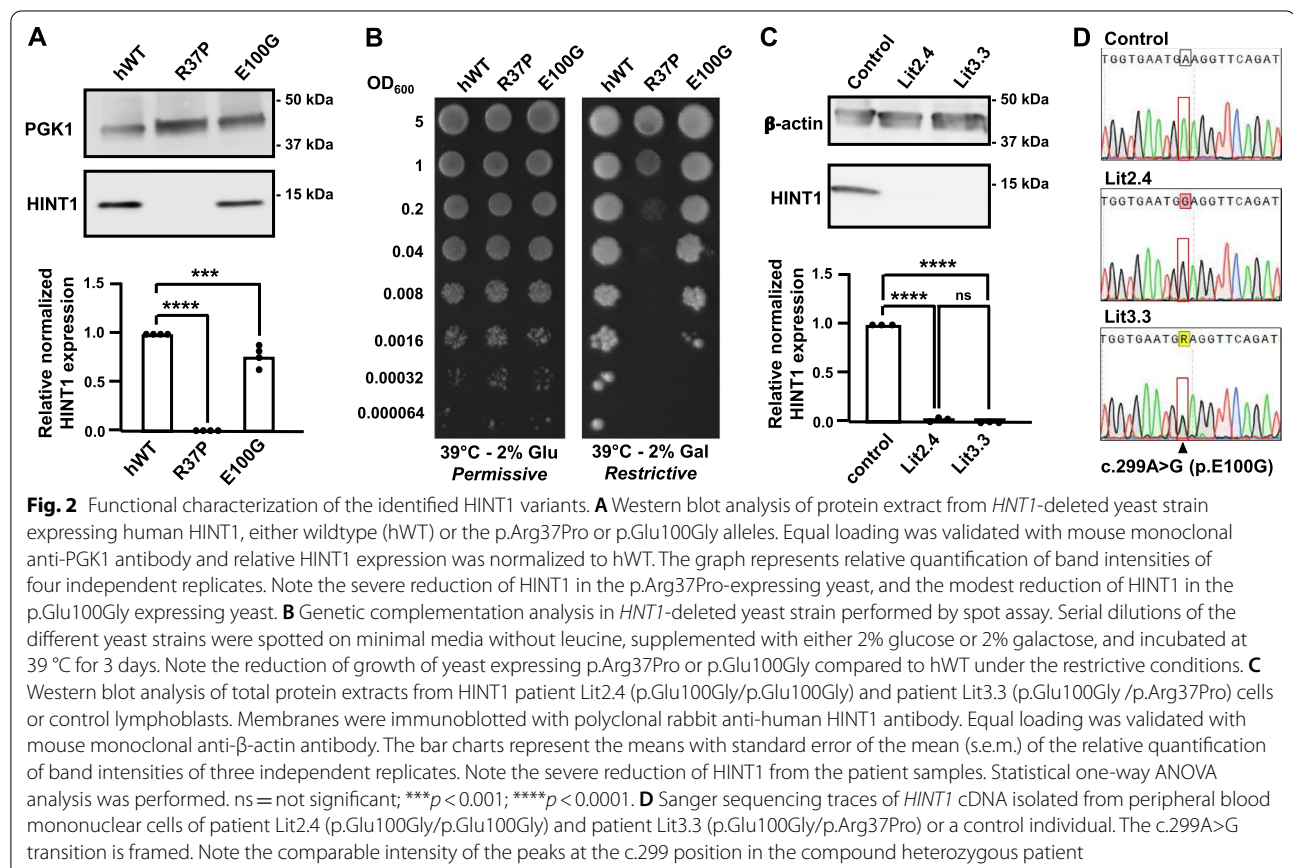 A
hWT
R37P
E100G
PGK1
- 50 kDa
- 37 kDa
HINT1
- 15 kDa
Relative normalized
HINT1 expression
1.5
1.0
0.5
0.0
***
****
hWT
R37P
E100G
B
OD600
hWT
R37P
E100G
hWT
R37P
E100G
5
1
0.2
0.04
0.008
0.0016
0.00032
0.000064
39°C - 2% Glu
Permissive
39°C - 2% Gal
Restrictive
C
Control
Lit2.4
Lit3.3
β-actin
- 50 kDa
- 37 kDa
HINT1
- 15 kDa
Relative normalized
HINT1 expression
1.5
1.0
0.5
0.0
****
****
ns
control
Lit2.4
Lit3.3
D
Control
TGGTGAATGAAGGTTCAGAT
Lit2.4
TGGTGAATGGAGGTTCAGAT
Lit3.3
TGGTGAATGRAGGTTCAGAT
c.299A>G (p.E100G)
Fig. 2 Functional characterization of the identified HINT1 variants. A Western blot analysis of protein extract from HNT1-deleted yeast strain
expressing human HINT1, either wildtype (hWT) or the p.Arg37Pro or p.Glu100Gly alleles. Equal loading was validated with mouse monoclonal
anti-PGK1 antibody and relative HINT1 expression was normalized to hWT. The graph represents relative quantification of band intensities of
four independent replicates. Note the severe reduction of HINT1 in the p.Arg37Pro-expressing yeast, and the modest reduction of HINT1 in the
p.Glu100Gly expressing yeast. B Genetic complementation analysis in HNT1-deleted yeast strain performed by spot assay. Serial dilutions of the
different yeast strains were spotted on minimal media without leucine, supplemented with either 2% glucose or 2% galactose, and incubated at
39 °C for 3 days. Note the reduction of growth of yeast expressing p.Arg37Pro or p.Glu100Gly compared to hWT under the restrictive conditions. C
Western blot analysis of total protein extracts from HINT1 patient Lit2.4 (p.Glu100Gly/p.Glu100Gly) and patient Lit3.3 (p.Glu100Gly /p.Arg37Pro) cells
or control lymphoblasts. Membranes were immunoblotted with polyclonal rabbit anti-human HINT1 antibody. Equal loading was validated with
mouse monoclonal anti-β-actin antibody. The bar charts represent the means with standard error of the mean (s.e.m.) of the relative quantification
of band intensities of three independent replicates. Note the severe reduction of HINT1 from the patient samples. Statistical one-way ANOVA
analysis was performed. ns = not significant; ***p < 0.001; ****p < 0.0001. D Sanger sequencing traces of HINT1 cDNA isolated from peripheral blood
mononuclear cells of patient Lit2.4 (p.Glu100Gly/p.Glu100Gly) and patient Lit3.3 (p.Glu100Gly/p.Arg37Pro) or a control individual. The c.299A>G
transition is framed. Note the comparable intensity of the peaks at the c.299 position in the compound heterozygous patient